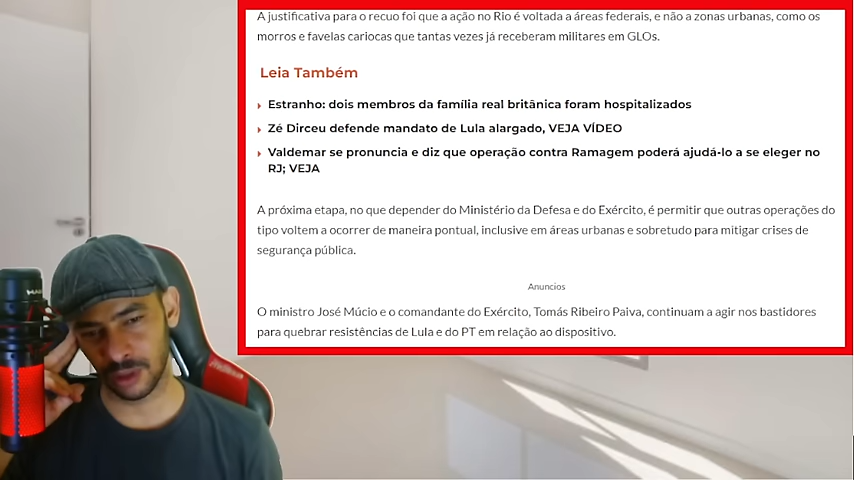 A justificativa para o recuo foi que a ação no Rio é voltada a áreas federais, e não a zonas urbanas, como os
morros e favelas cariocas que tantas vezes já receberam militares em GLOs.
Leia Também
Estranho: dois membros da família real britânica foram hospitalizados
Zé Dirceu defende mandato de Lula alargado, VEJA VÍDEO
Valdemar se pronuncia e diz que operação contra Ramagem poderá ajudá-lo a se eleger no
RJ; VEJA
A próxima etapa, no que depender do Ministério da Defesa e do Exército, é permitir que outras operações do
tipo voltem a ocorrer de maneira pontual, inclusive em áreas urbanas e sobretudo para mitigar crises de
segurança pública.
Anuncios
O ministro José Múcio e o comandante do Exército, Tomás Ribeiro Paiva, continuam a agir nos bastidores
para quebrar resistências de Lula e do PT em relação ao dispositivo.